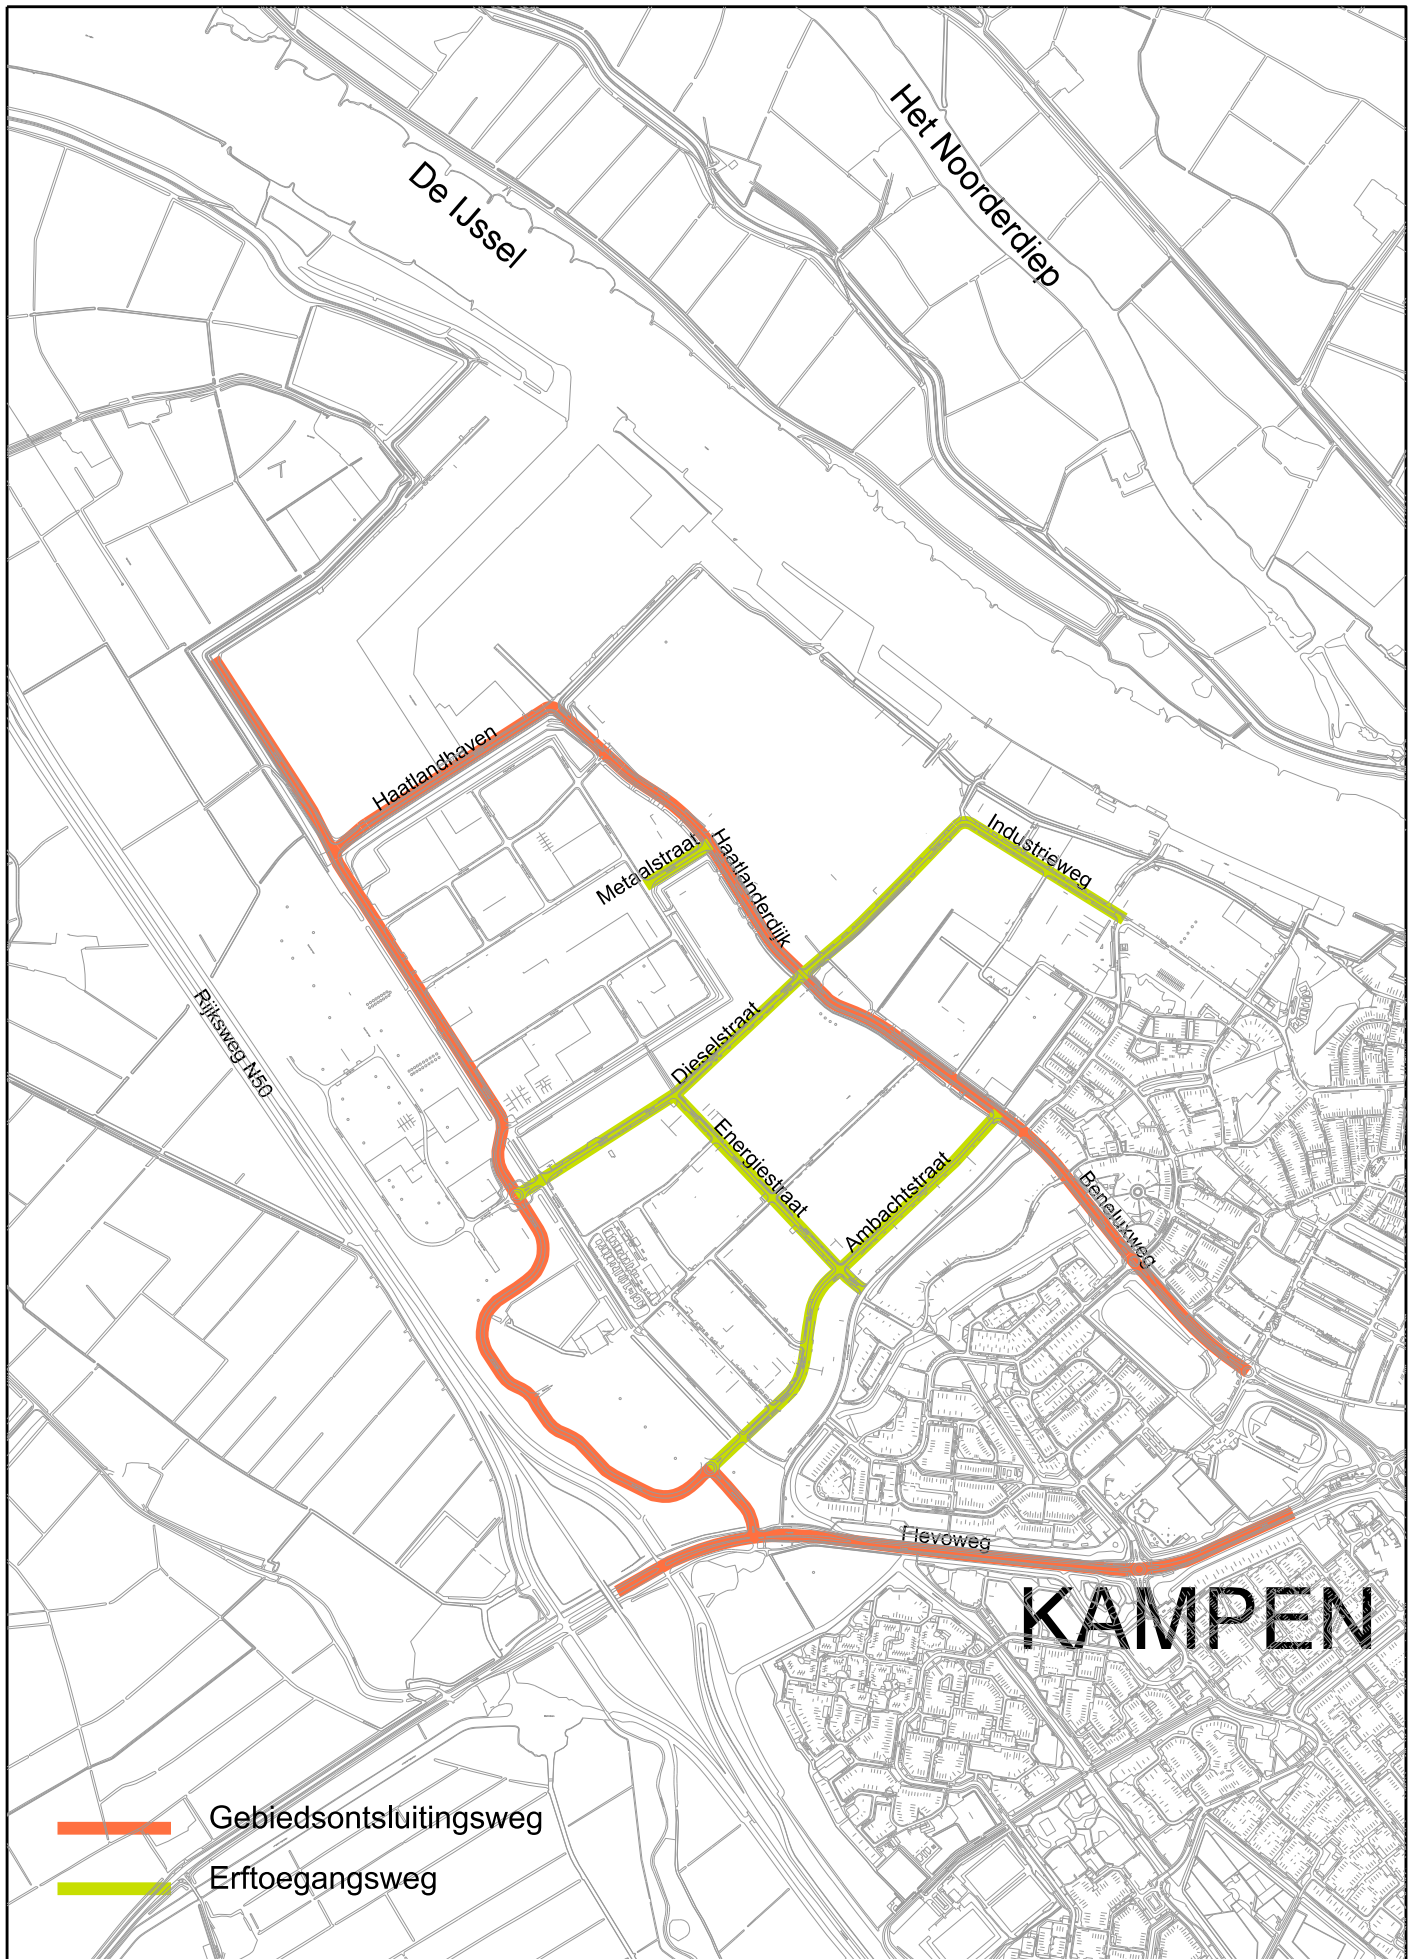 Het Noorderdiep
De IJssel
Haatlandhaven
Metaalstraat
Haatlanderdijk
Industrieweg
Rijksweg N50
Dieselstraat
Energiestraat
Ambachtstraat
Beneluxweg
Flevoweg
KAMPEN
Gebiedsontsluitingsweg
Erftoegangsweg